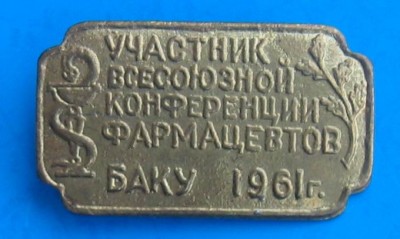 УЧАСТНИК
ВСЕСОЮЗНОЙ
КОНФЕРЕНЦИИ
ФАРМАЦЕВТОВ
БАКУ 1961г.